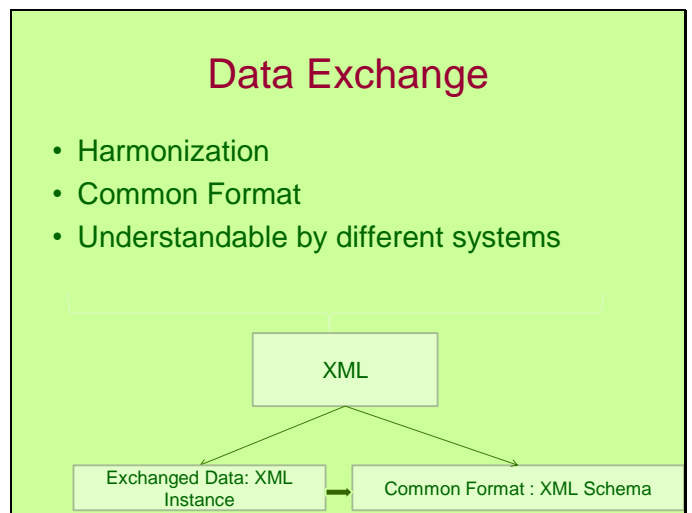 Data Exchange
• Harmonization
• Common Format
• Understandable by different systems
XML
Exchanged Data: XML
Instance
Common Format : XML Schema